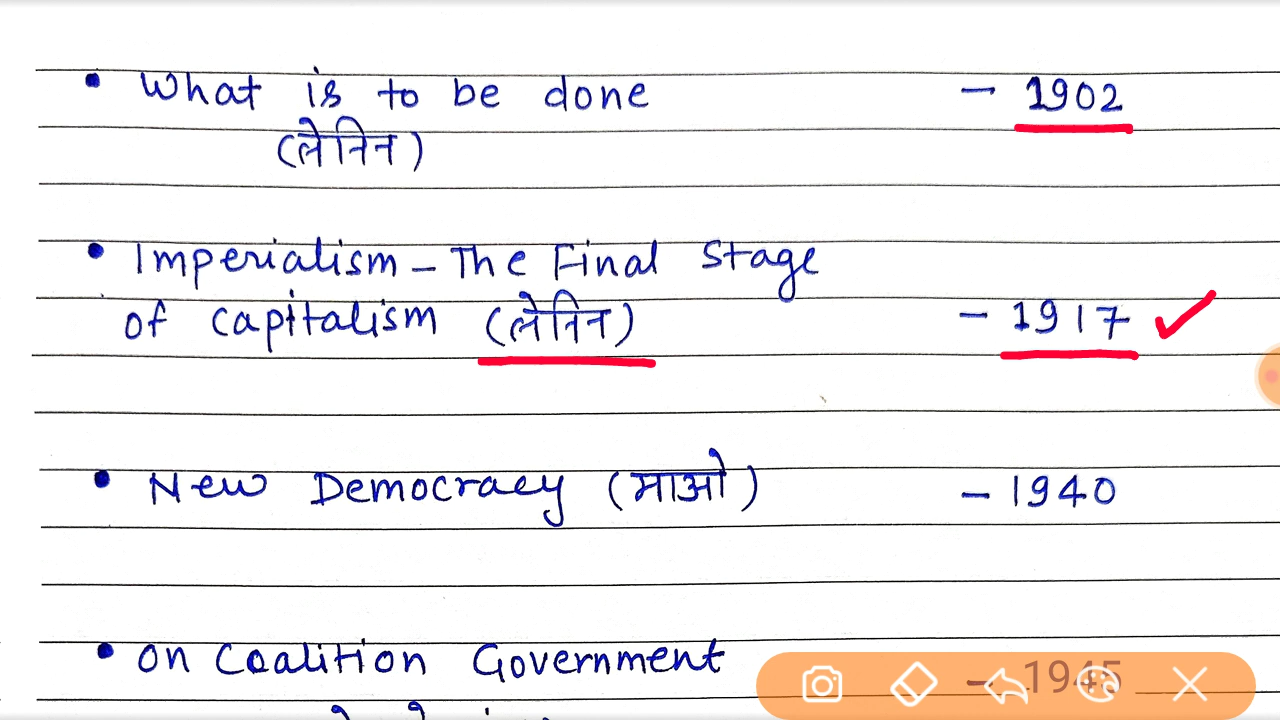 • What is to be done - 1902
(लेनिन)
• Imperialism - The Final Stage
of capitalism (लेनिन) - 1917
• New Democracy (माओ) - 1940
• on Coalition Government - 1945